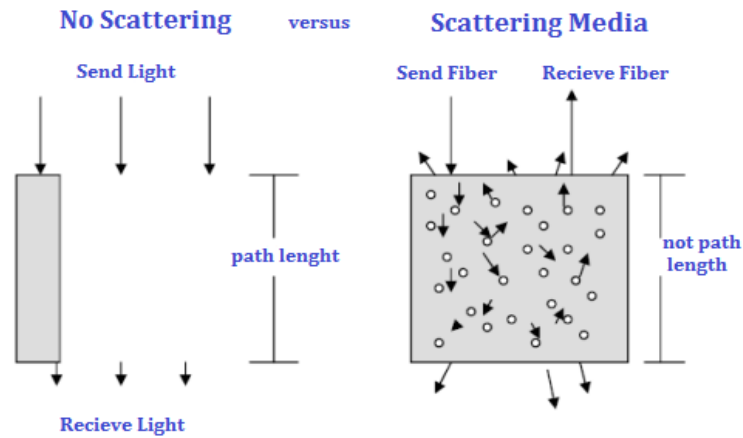 No Scattering versus Scattering Media
Send Light
Send Fiber Recieve Fiber
path lenght
not path
length
Recieve Light